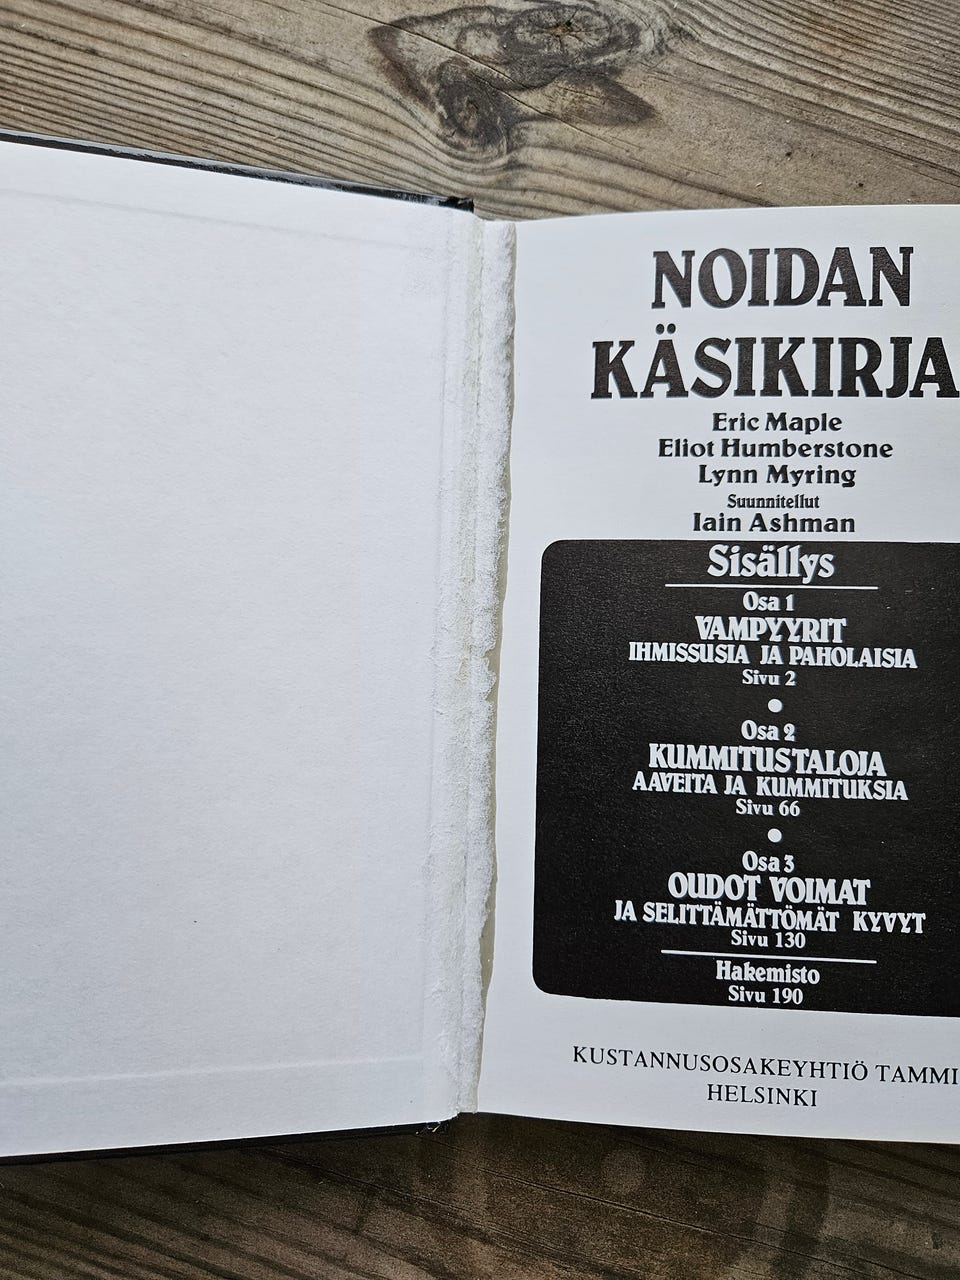 NOIDAN
KÄSIKIRJA
Eric Maple
Eliot Humberstone
Lynn Myring
Suunnitellut
Iain Ashman
Sisällys
Osa 1
VAMPYYRIT
IHMISSUSIA JA PAHOLAISIA
Sivu 2
Osa 2
KUMMITUSTALOJA
AAVEITA JA KUMMITUKSIA
Sivu 66
Osa 3
OUDOT VOIMAT
JA SELITTÄMÄTTÖMÄT KYVYT
Sivu 130
Hakemisto
Sivu 190
KUSTANNUSOSAKEYHTIÖ TAMMI
HELSINKI